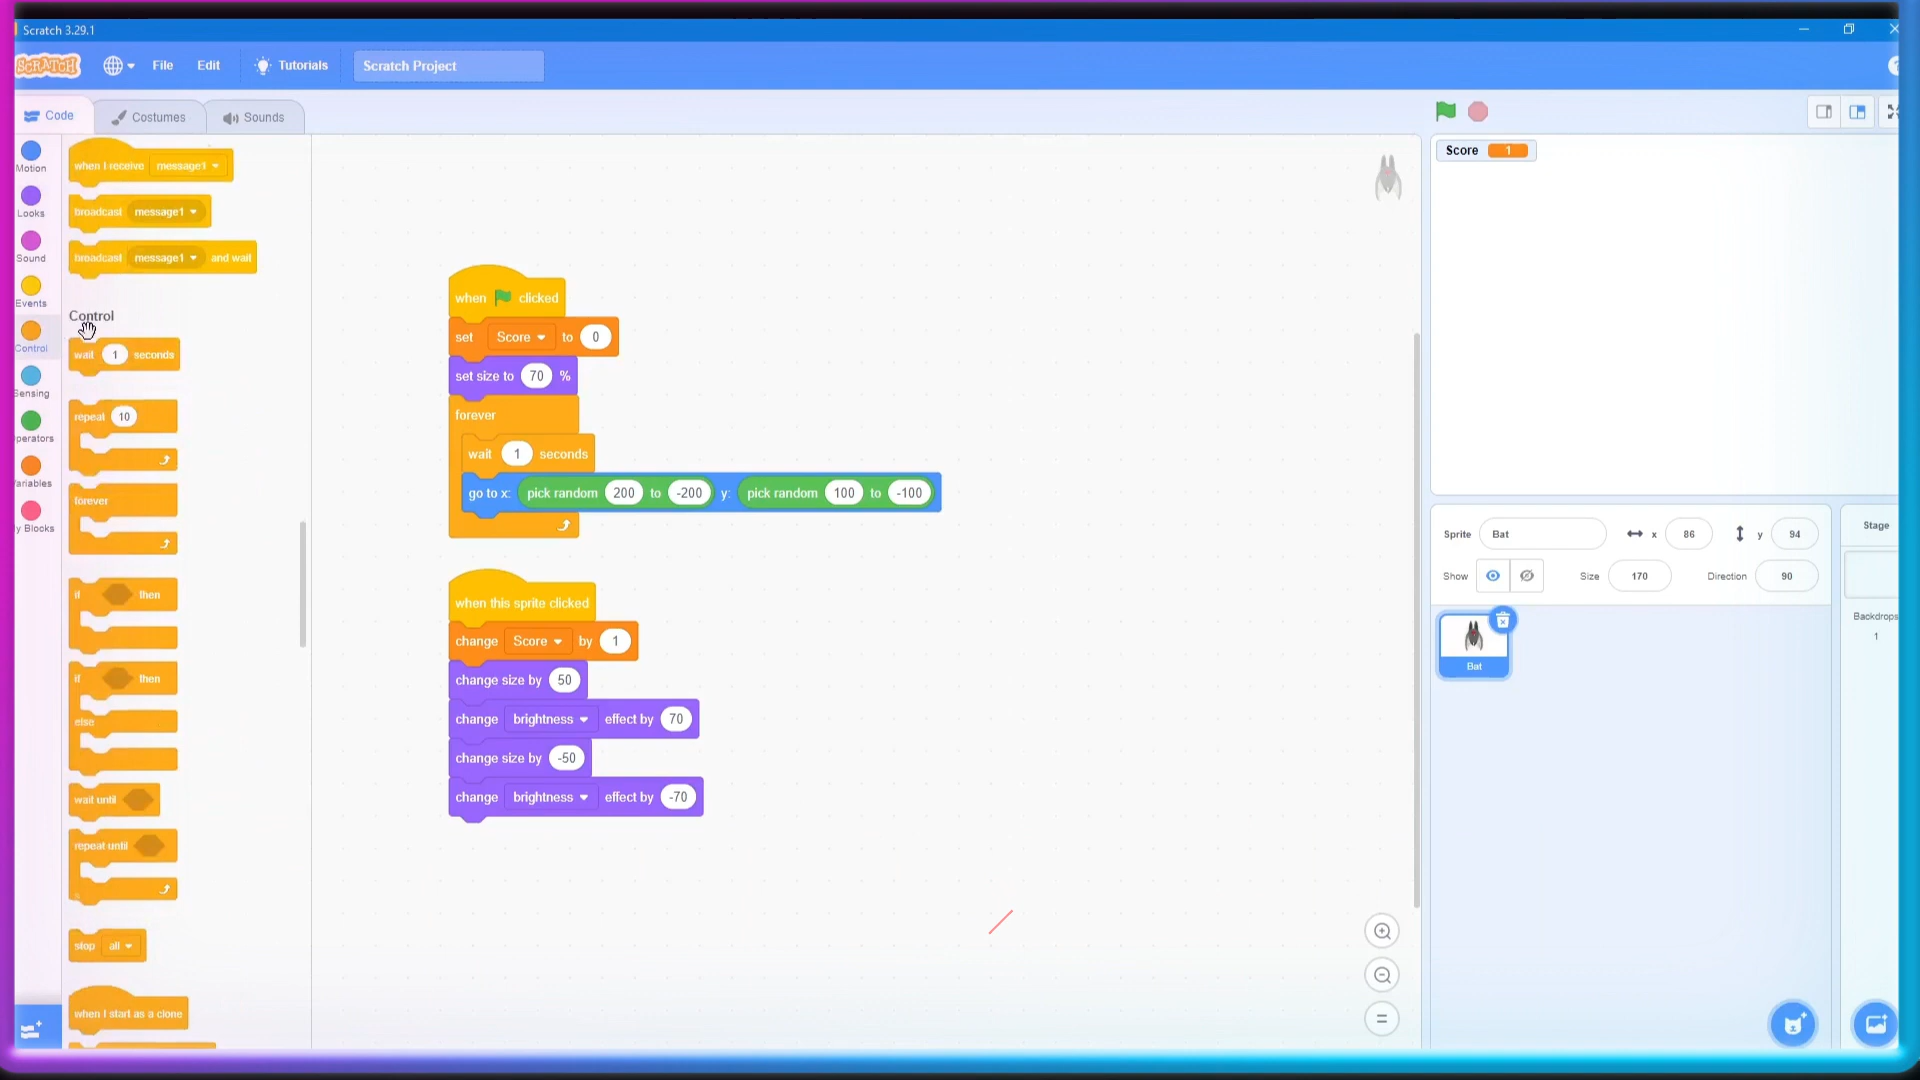 Scratch 3.29.1
SCRATCH File Edit Tutorials Scratch Project
Code Costumes Sounds
Motion
Looks
Sound
Events
Control
Sensing
perators
ariables
y Blocks
when I receive message1
broadcast message1
broadcast message1 and wait
Control
wait 1 seconds
repeat 10
forever
if then
if then
else
wait until
repeat until
stop all
when I start as a clone
when clicked
set Score to 0
set size to 70 %
forever
wait 1 seconds
go to x: pick random 200 to -200 y: pick random 100 to -100
when this sprite clicked
change Score by 1
change size by 50
change brightness effect by 70
change size by -50
change brightness effect by -70
Score 1
Sprite Bat x 86 y 94
Show Size 170 Direction 90
Bat
Stage
Backdrops
1